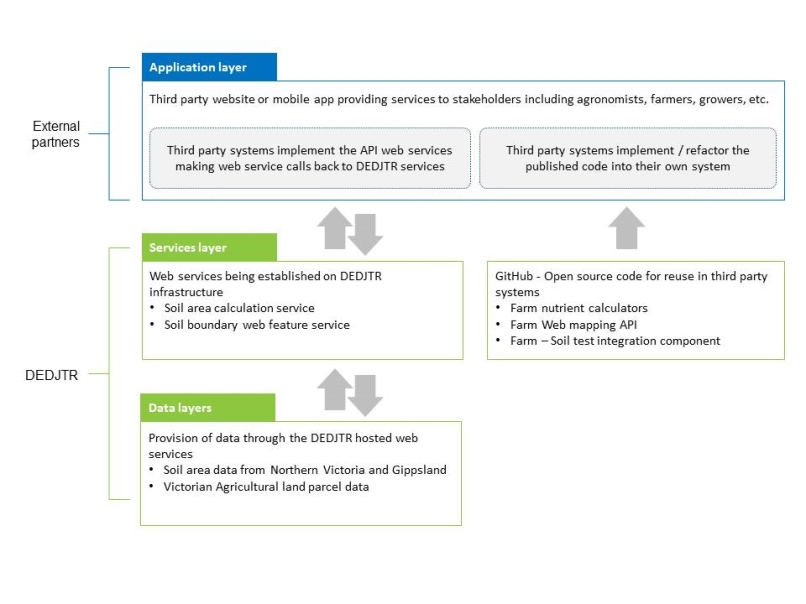 Application layer
Third party website or mobile app providing services to stakeholders including agronomists, farmers, growers, etc.
External
partners
Third party systems implement the API web services
making web service calls back to DEDJTR services
Third party systems implement / refactor the
published code into their own system
Services layer
Web services being established on DEDJTR
infrastructure
• Soil area calculation service
• Soil boundary web feature service
GitHub - Open source code for reuse in third party
systems
• Farm nutrient calculators
• Farm Web mapping API
• Farm – Soil test integration component
DEDJTR
Data layers
Provision of data through the DEDJTR hosted web
services
• Soil area data from Northern Victoria and Gippsland
• Victorian Agricultural land parcel data